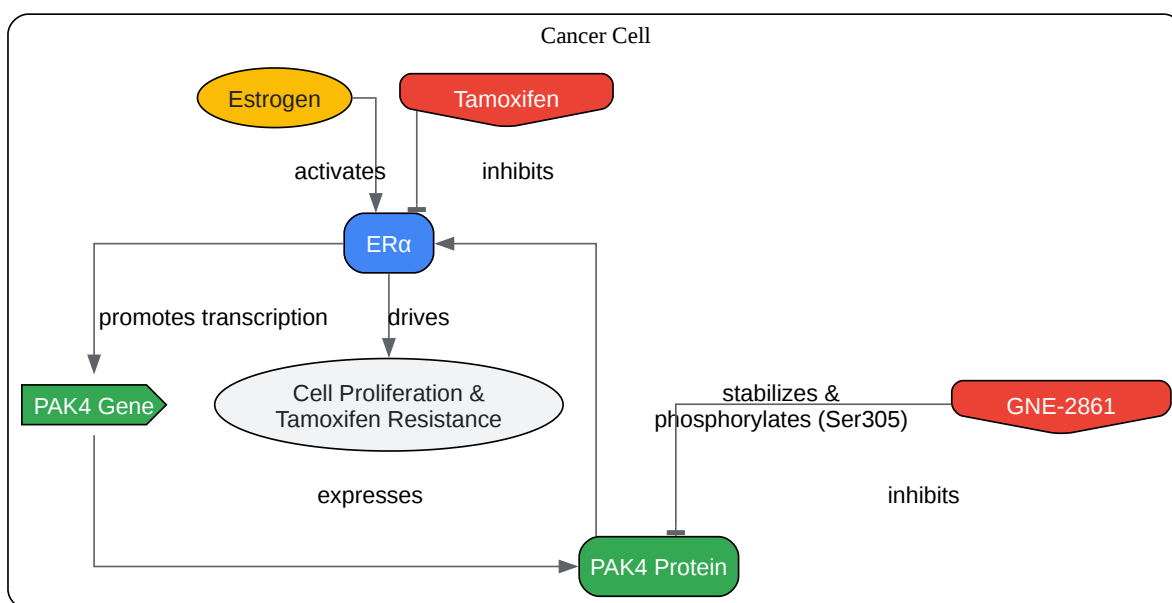 Cancer Cell
Estrogen
Tamoxifen
activates
inhibits
ERα
promotes transcription
drives
PAK4 Gene
Cell Proliferation &
Tamoxifen Resistance
stabilizes &
phosphorylates (Ser305)
GNE-2861
expresses
inhibits
PAK4 Protein